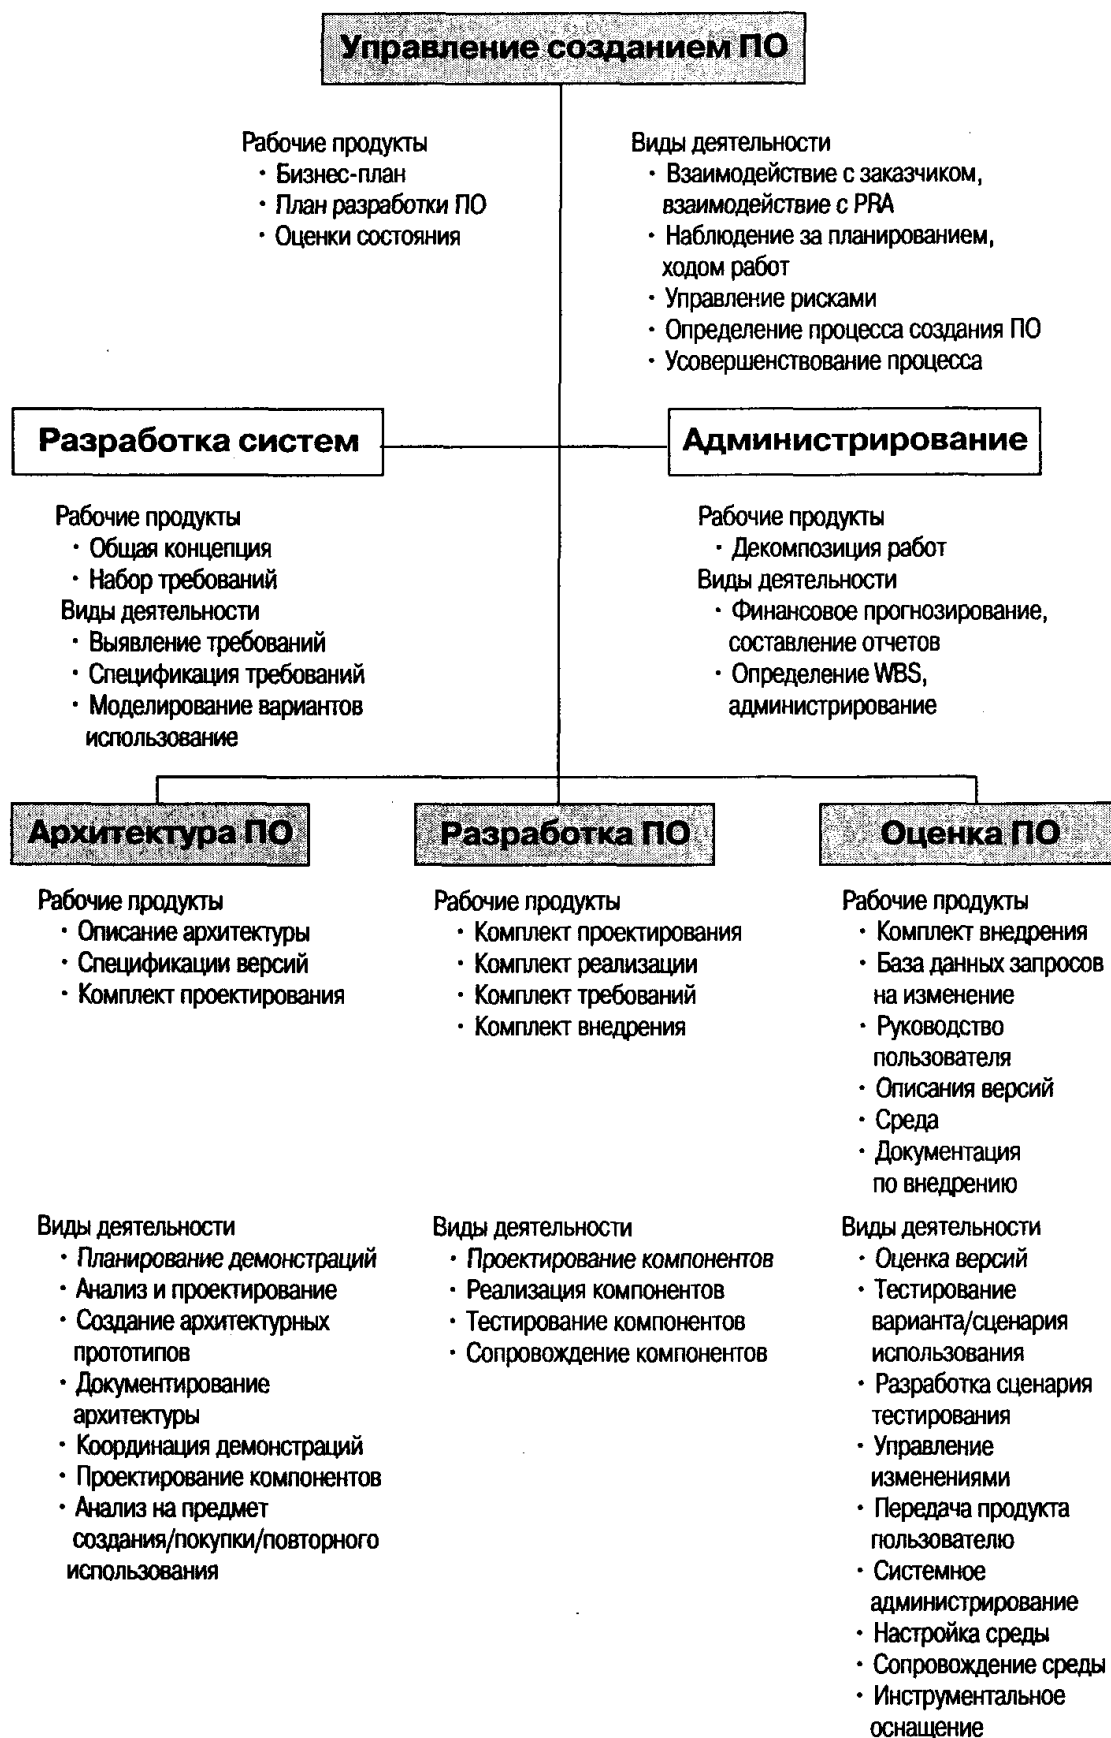 Управление созданием ПО
Рабочие продукты
· Бизнес-план
· План разработки ПО
· Оценки состояния
Виды деятельности
· Взаимодействие с заказчиком,
взаимодействие с PRA
· Наблюдение за планированием,
ходом работ
· Управление рисками
· Определение процесса создания ПО
· Усовершенствование процесса
Разработка систем
Рабочие продукты
· Общая концепция
· Набор требований
Виды деятельности
· Выявление требований
· Спецификация требований
· Моделирование вариантов
использование
Администрирование
Рабочие продукты
· Декомпозиция работ
Виды деятельности
· Финансовое прогнозирование,
составление отчетов
· Определение WBS,
администрирование
Архитектура ПО
Рабочие продукты
· Описание архитектуры
· Спецификации версий
· Комплект проектирования
Виды деятельности
· Планирование демонстраций
· Анализ и проектирование
· Создание архитектурных
прототипов
· Документирование
архитектуры
· Координация демонстраций
· Проектирование компонентов
· Анализ на предмет
создания/покупки/повторного
использования
Разработка ПО
Рабочие продукты
· Комплект проектирования
· Комплект реализации
· Комплект требований
· Комплект внедрения
Виды деятельности
· Проектирование компонентов
· Реализация компонентов
· Тестирование компонентов
· Сопровождение компонентов
Оценка ПО
Рабочие продукты
· Комплект внедрения
· База данных запросов
на изменение
· Руководство
пользователя
· Описания версий
· Среда
· Документация
по внедрению
Виды деятельности
· Оценка версий
· Тестирование
варианта/сценария
использования
· Разработка сценария
тестирования
· Управление
изменениями
· Передача продукта
пользователю
· Системное
администрирование
· Настройка среды
· Сопровождение среды
· Инструментальное
оснащение